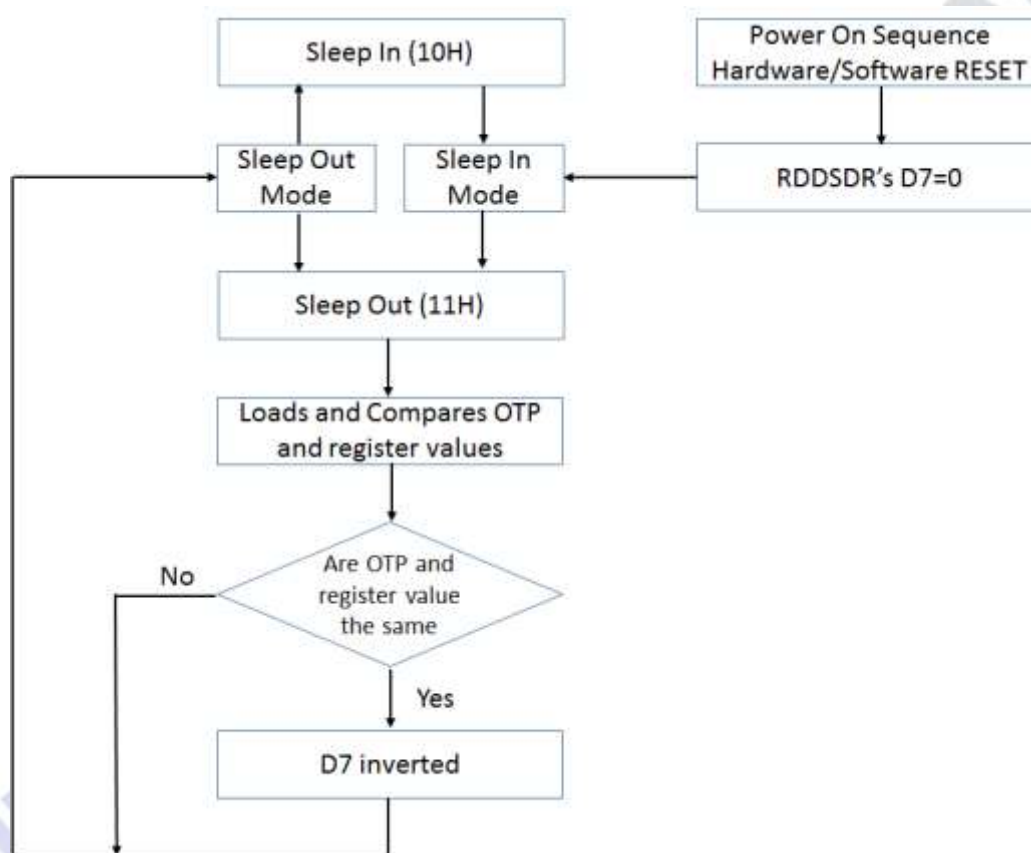 Sleep In (10H)
Power On Sequence
Hardware/Software RESET
Sleep Out
Mode
Sleep In
Mode
RDDSDR's D7=0
Sleep Out (11H)
Loads and Compares OTP
and register values
Are OTP and
register value
the same
No
Yes
D7 inverted